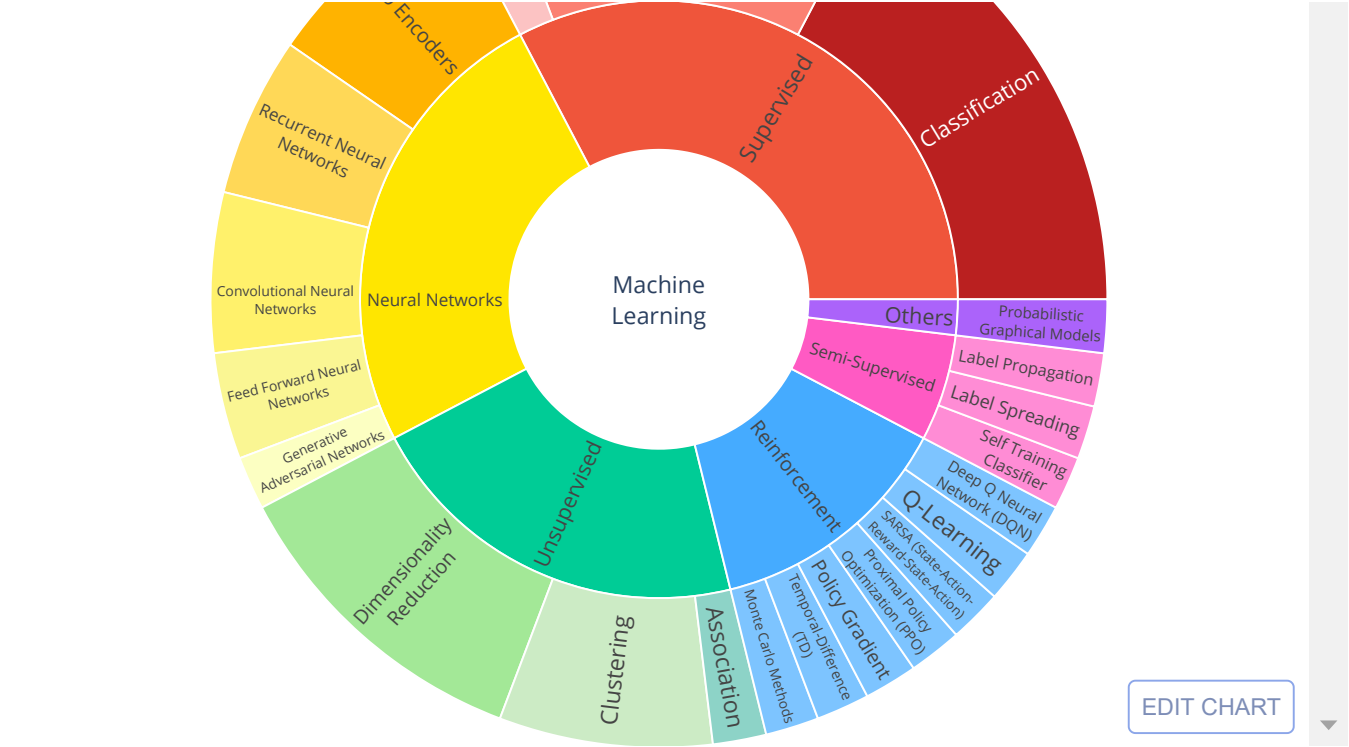 Encoders
Recurrent Neural
Networks
Convolutional Neural
Networks
Feed Forward Neural
Networks
Generative
Adversarial Networks
Neural Networks
Supervised
Classification
Machine
Learning
Others
Probabilistic
Graphical Models
Semi-Supervised
Label Propagation
Label Spreading
Self Training
Classifier
Reinforcement
Deep Q Neural
Network (DQN)
Q-Learning
SARSA (State-Action-
Reward-State-Action)
Proximal Policy
Optimization (PPO)
Policy Gradient
Temporal-Difference
(TD)
Monte Carlo Methods
Unsupervised
Association
Clustering
Dimensionality
Reduction
EDIT CHART